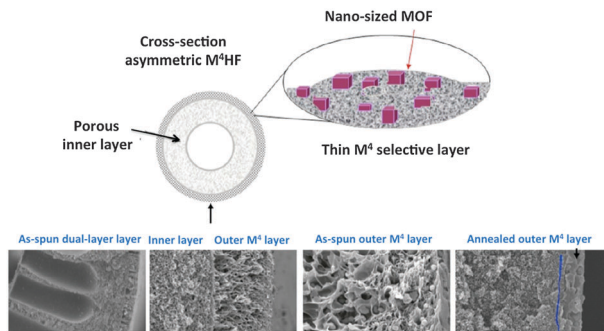 Nano-sized MOF
Cross-section
asymmetric M⁴HF
Porous
inner layer
Thin M⁴ selective layer
As-spun dual-layer layer
Inner layer
Outer M⁴ layer
As-spun outer M⁴ layer
Annealed outer M⁴ layer